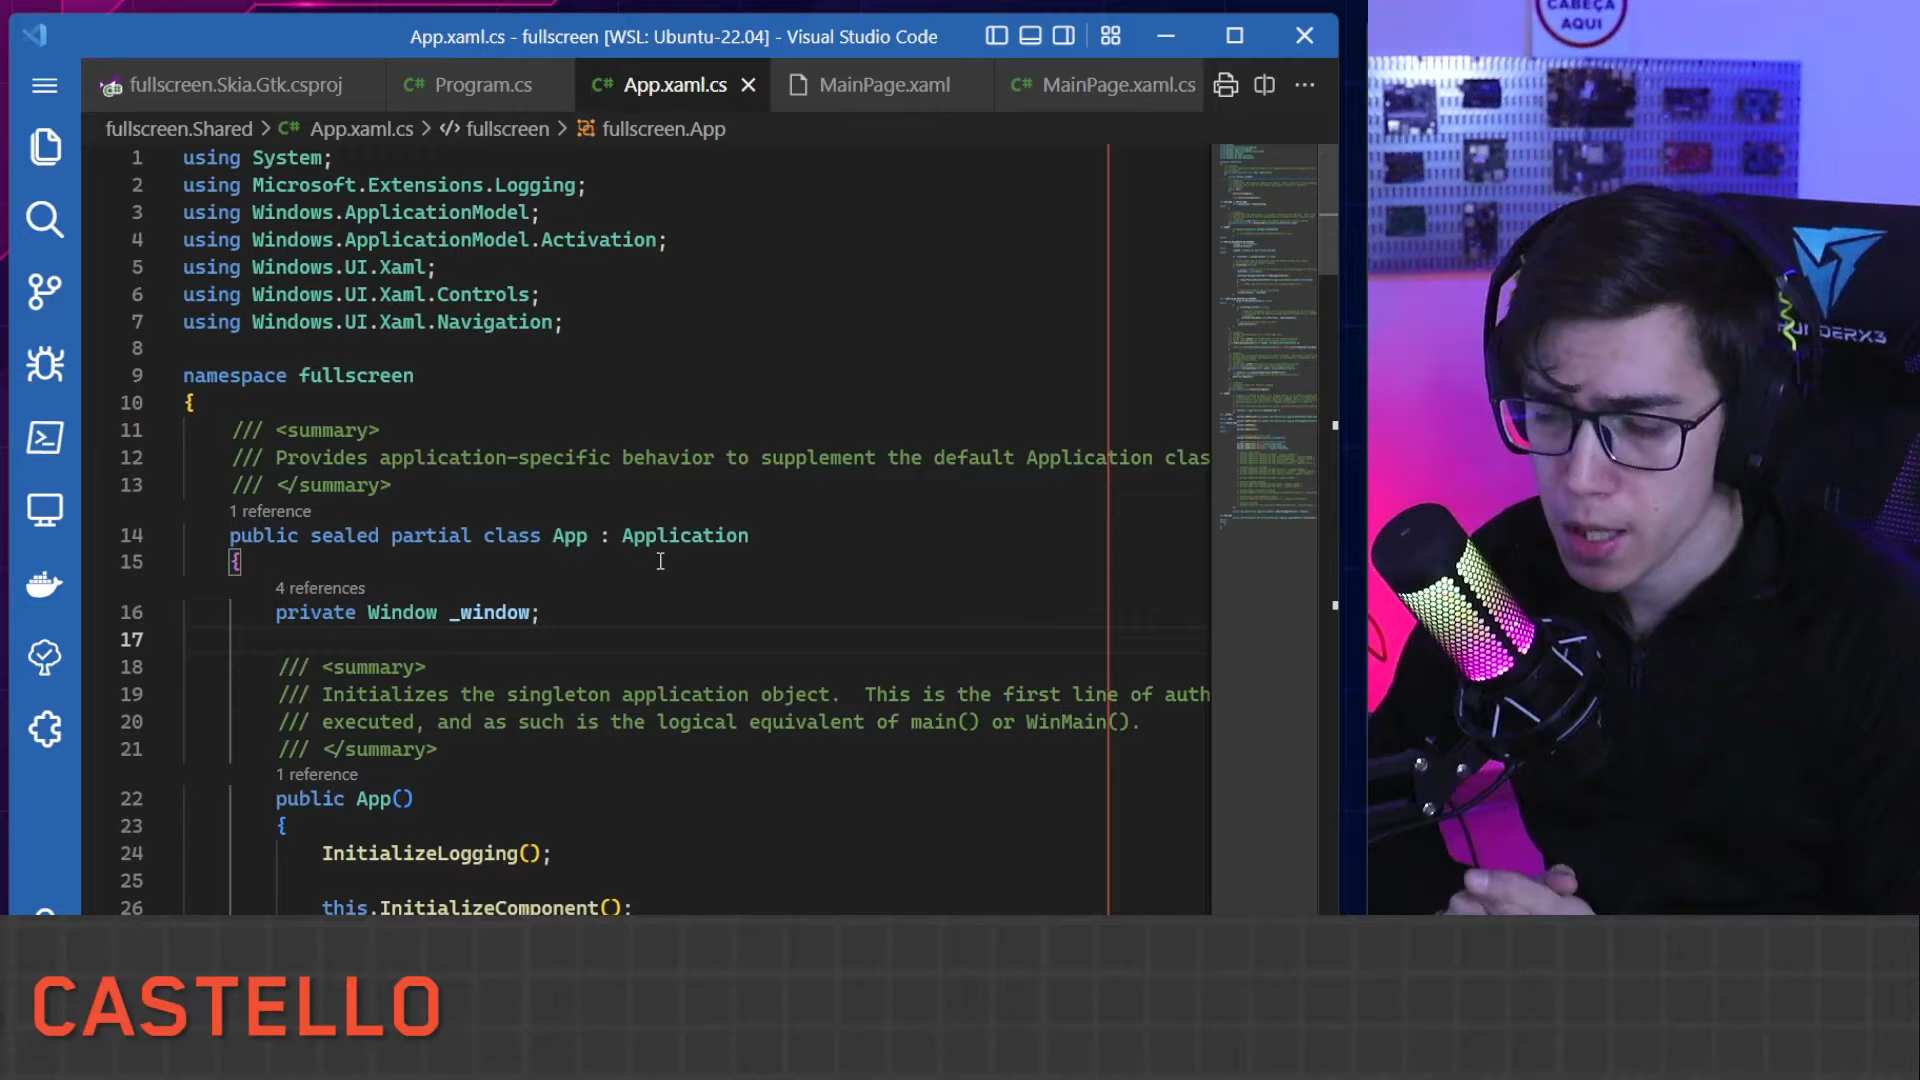 CABEÇA
AQUI
App.xaml.cs - fullscreen [WSL: Ubuntu-22.04] - Visual Studio Code
fullscreen.Skia.Gtk.csproj
C# Program.cs
C# App.xaml.cs
MainPage.xaml
C# MainPage.xaml.cs
fullscreen.Shared > C# App.xaml.cs > fullscreen > fullscreen.App
1 using System;
2 using Microsoft.Extensions.Logging;
3 using Windows.ApplicationModel;
4 using Windows.ApplicationModel.Activation;
5 using Windows.UI.Xaml;
6 using Windows.UI.Xaml.Controls;
7 using Windows.UI.Xaml.Navigation;
8
9 namespace fullscreen
10 {
11 /// <summary>
12 /// Provides application-specific behavior to supplement the default Application clas
13 /// </summary>
1 reference
14 public sealed partial class App : Application
15 {
4 references
16 private Window _window;
17
18 /// <summary>
19 /// Initializes the singleton application object.  This is the first line of auth
20 /// executed, and as such is the logical equivalent of main() or WinMain().
21 /// </summary>
1 reference
22 public App()
23 {
24 InitializeLogging();
25
26 this.InitializeComponent();
CASTELLO